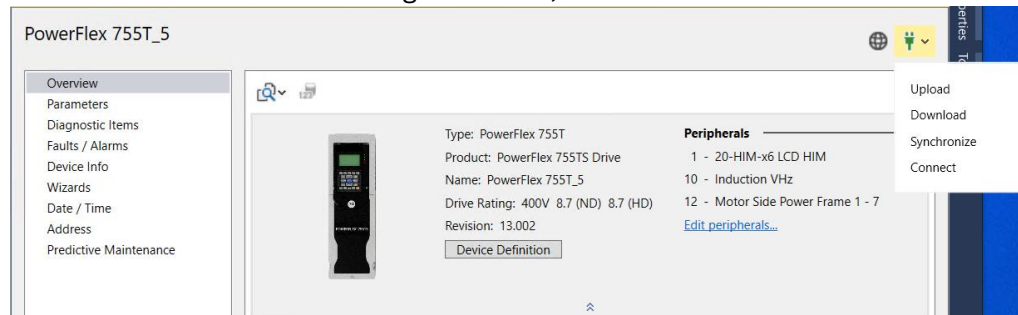 PowerFlex 755T_5
Overview
Parameters
Diagnostic Items
Faults / Alarms
Device Info
Wizards
Date / Time
Address
Predictive Maintenance
Type: PowerFlex 755T
Product: PowerFlex 755TS Drive
Name: PowerFlex 755T_5
Drive Rating: 400V 8.7 (ND) 8.7 (HD)
Revision: 13.002
Device Definition
Peripherals
1 - 20-HIM-x6 LCD HIM
10 - Induction VHz
12 - Motor Side Power Frame 1 - 7
Edit peripherals...
Upload
Download
Synchronize
Connect
perties
To